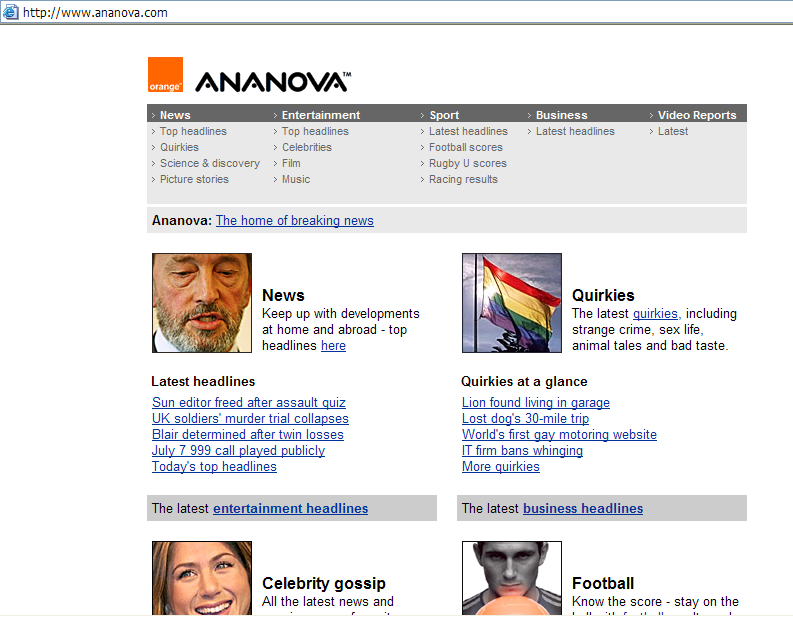 http://www.ananova.com
orange™
ANANOVA™
› News
› Top headlines
› Quirkies
› Science & discovery
› Picture stories
› Entertainment
› Top headlines
› Celebrities
› Film
› Music
› Sport
› Latest headlines
› Football scores
› Rugby U scores
› Racing results
› Business
› Latest headlines
› Video Reports
› Latest
Ananova: The home of breaking news
News
Keep up with developments
at home and abroad - top
headlines here
Latest headlines
Sun editor freed after assault quiz
UK soldiers' murder trial collapses
Blair determined after twin losses
July 7 999 call played publicly
Today's top headlines
Quirkies
The latest quirkies, including
strange crime, sex life,
animal tales and bad taste.
Quirkies at a glance
Lion found living in garage
Lost dog's 30-mile trip
World's first gay motoring website
IT firm bans whinging
More quirkies
The latest entertainment headlines
The latest business headlines
Celebrity gossip
All the latest news and
Football
Know the score - stay on the